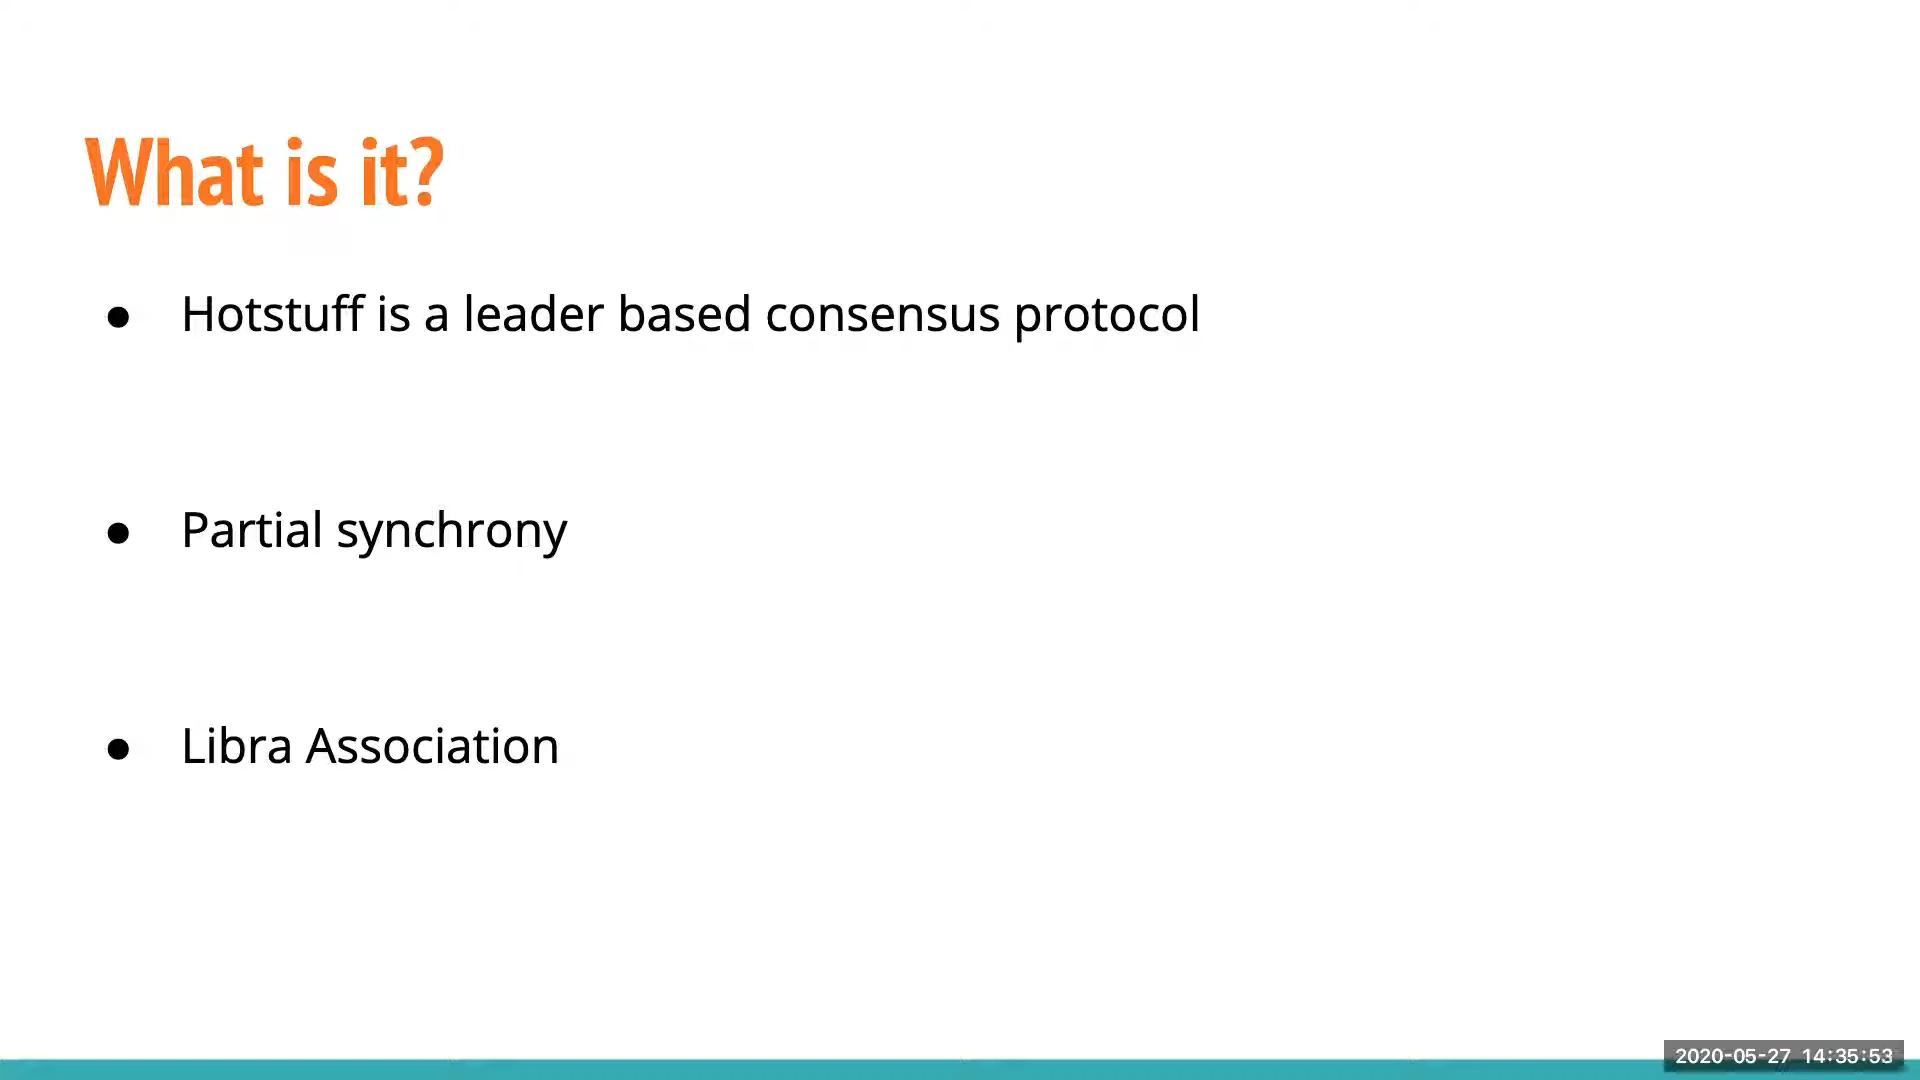 What is it?
● Hotstuff is a leader based consensus protocol
● Partial synchrony
● Libra Association
2020-05-27 14:35:53